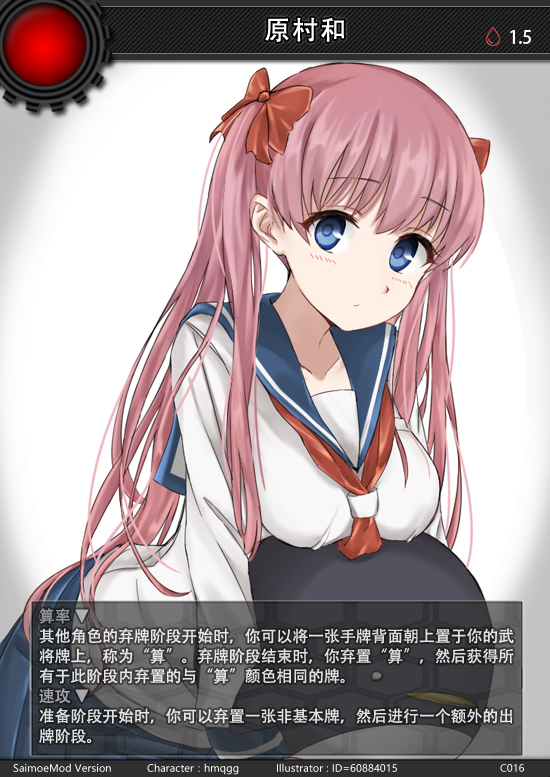 原村和
1.5
算率▼
其他角色的弃牌阶段开始时，你可以将一张手牌背面朝上置于你的武
将牌上，称为“算”。弃牌阶段结束时，你弃置“算”，然后获得所
有于此阶段内弃置的与“算”颜色相同的牌。
速攻▼
准备阶段开始时，你可以弃置一张非基本牌，然后进行一个额外的出
牌阶段。
SaimoeMod Version Character : hmqgg Illustrator : ID=60884015 C016